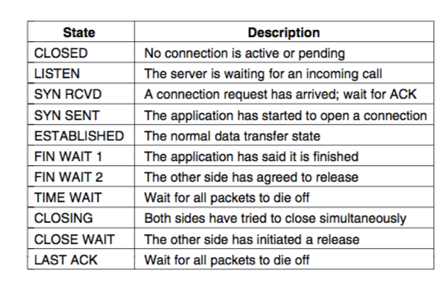 State Description
CLOSED No connection is active or pending
LISTEN The server is waiting for an incoming call
SYN RCVD A connection request has arrived; wait for ACK
SYN SENT The application has started to open a connection
ESTABLISHED The normal data transfer state
FIN WAIT 1 The application has said it is finished
FIN WAIT 2 The other side has agreed to release
TIME WAIT Wait for all packets to die off
CLOSING Both sides have tried to close simultaneously
CLOSE WAIT The other side has initiated a release
LAST ACK Wait for all packets to die off